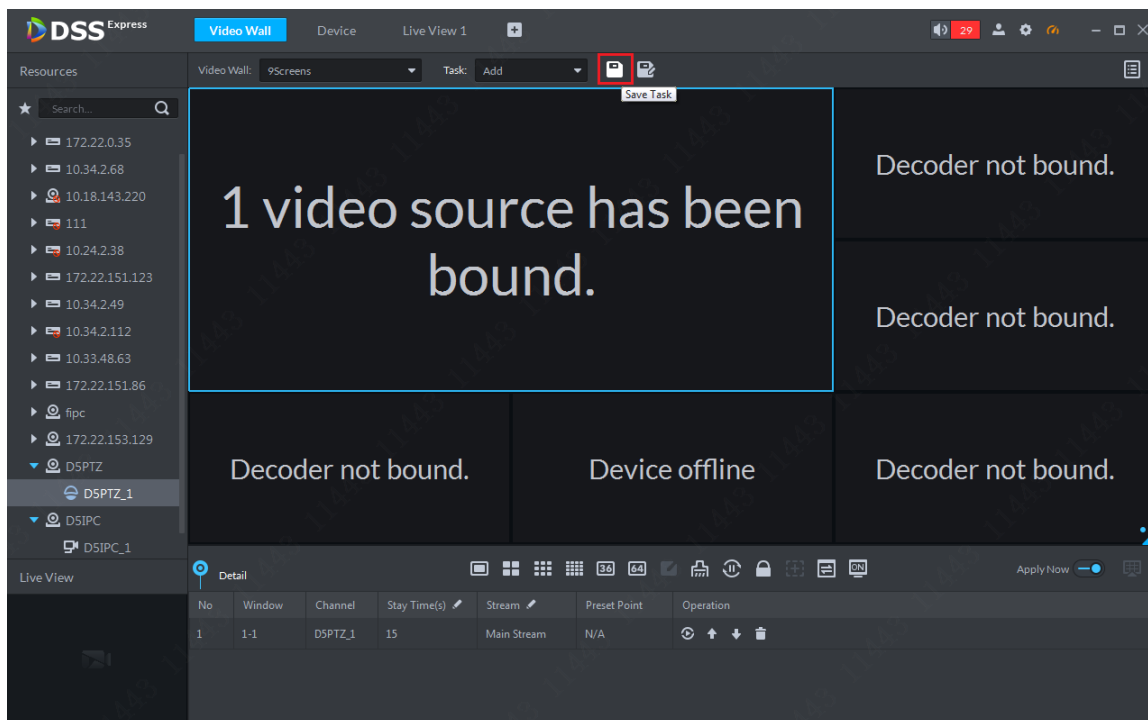 DSS Express
Video Wall Device Live View 1
29
Resources
Video Wall: 9Screens Task: Add
Save Task
Search...
172.22.0.35
10.34.2.68
10.18.143.220
111
10.24.2.38
172.22.151.123
10.34.2.49
10.34.2.112
10.33.48.63
172.22.151.86
fipc
172.22.153.129
D5PTZ
D5PTZ_1
D5IPC
D5IPC_1
Live View
1 video source has been
bound.
Decoder not bound.
Decoder not bound.
Decoder not bound.
Device offline
Decoder not bound.
Detail
36 64
ON
Apply Now
No Window Channel Stay Time(s) Stream Preset Point Operation
1 1-1 D5PTZ_1 15 Main Stream N/A